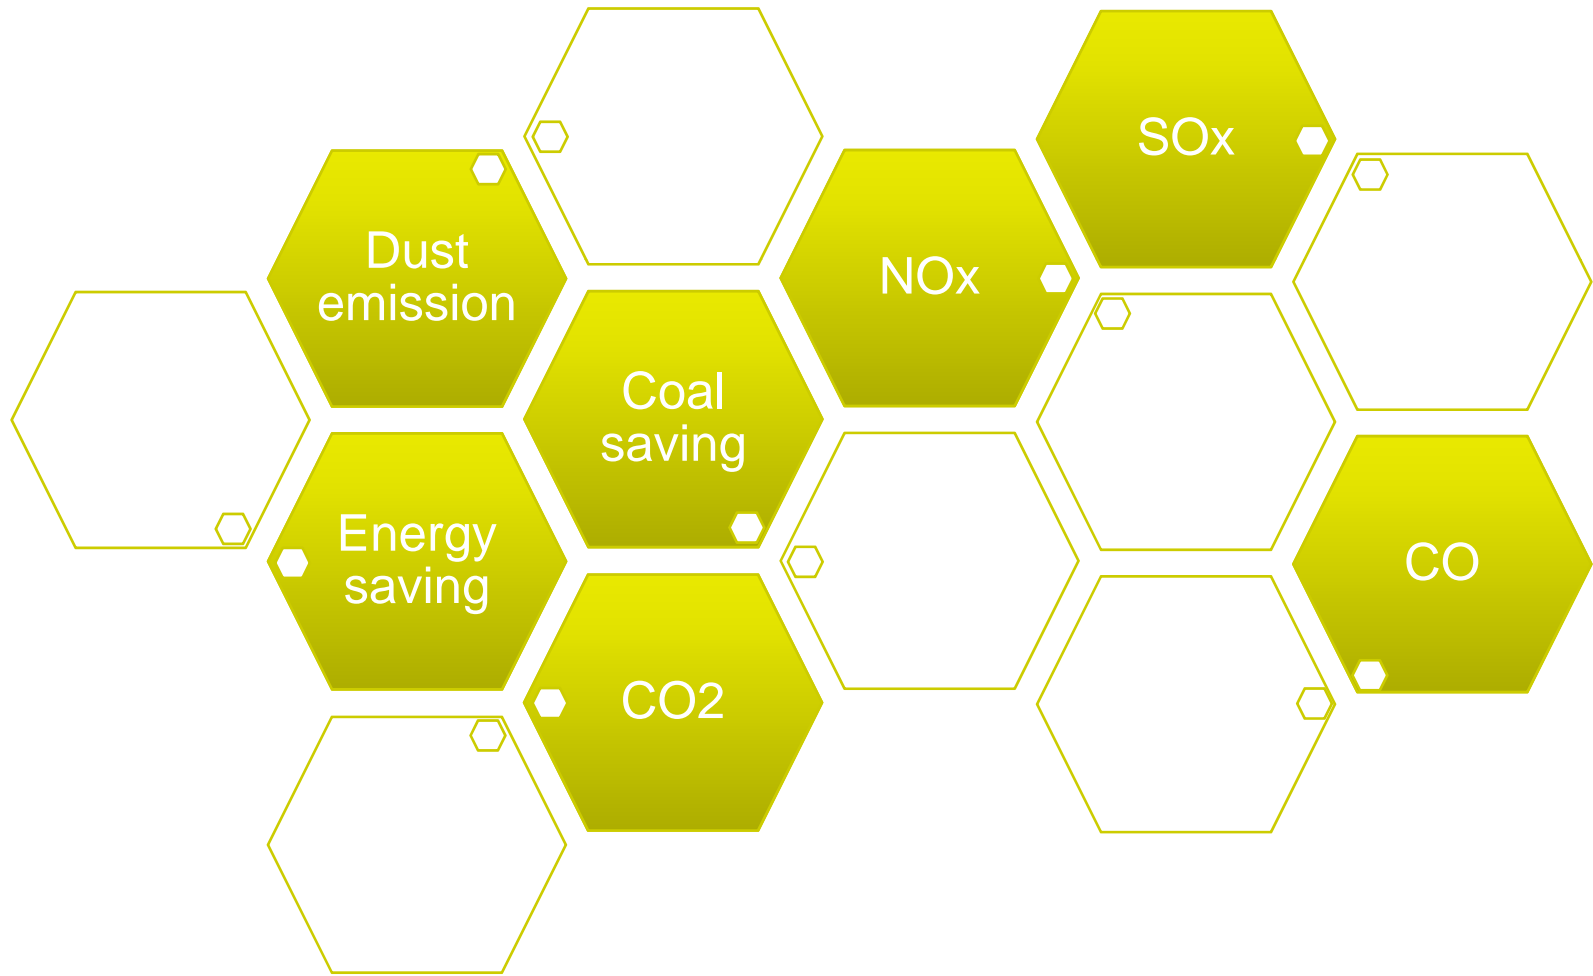 SOx
Dust
emission
NOx
Coal
saving
Energy
saving
CO
CO2